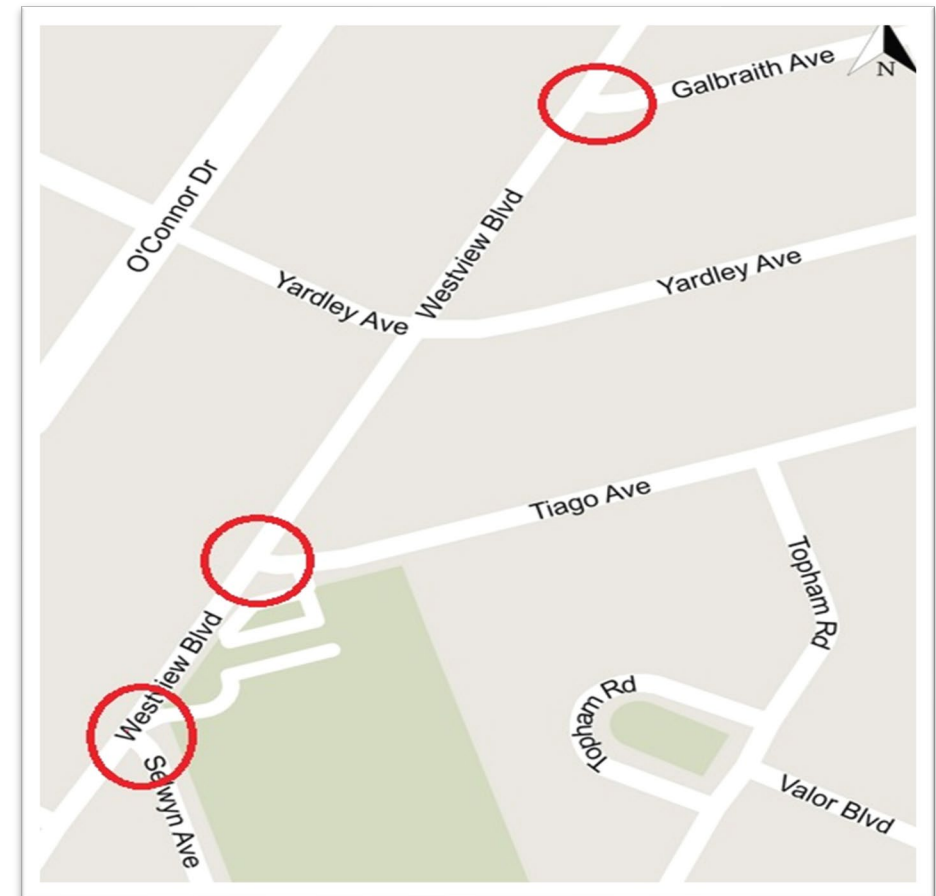 Galbraith Ave
N
O'Connor Dr
Westview Blvd
Yardley Ave
Yardley Ave
Tiago Ave
Topham Rd
Westview Blvd
Topham Rd
Selwyn Ave
Valor Blvd